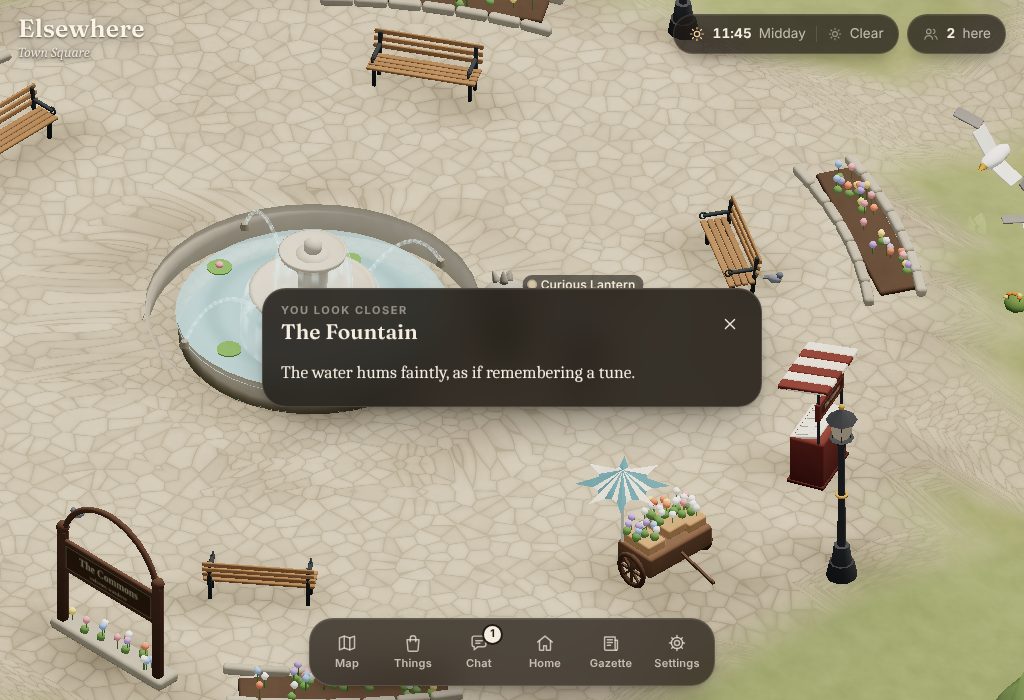 Elsewhere
Town Square
11:45 Midday Clear
2 here
Curious Lantern
YOU LOOK CLOSER
The Fountain
The water hums faintly, as if remembering a tune.
The Commons
1
Map Things Chat Home Gazette Settings